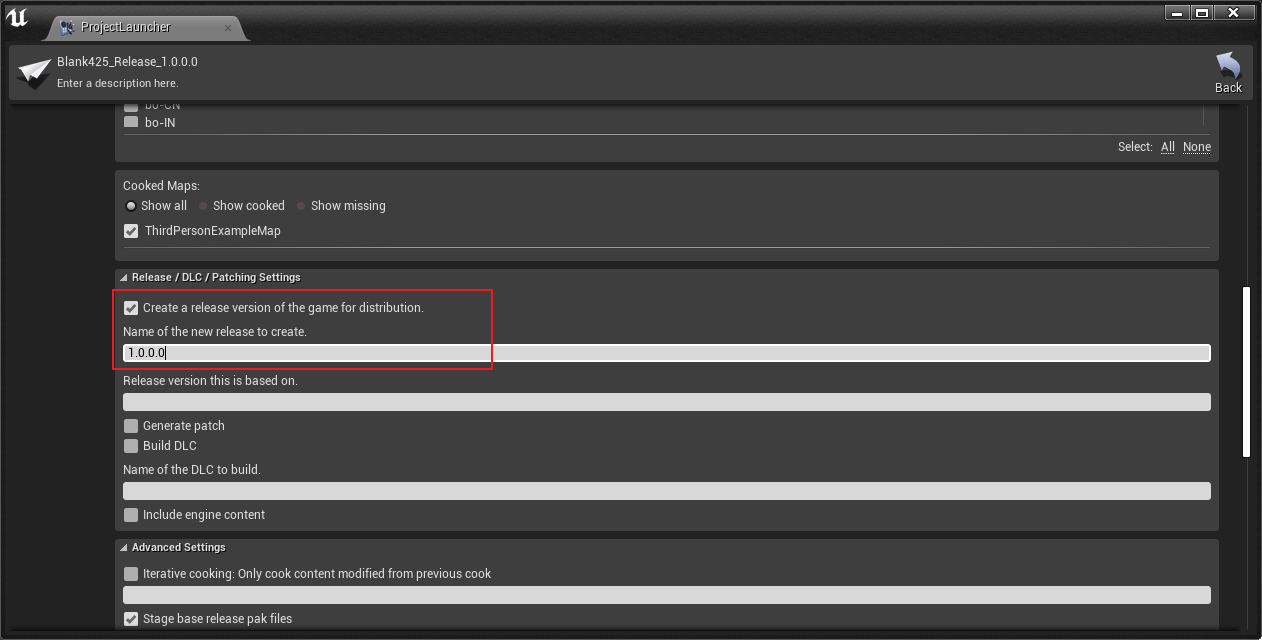 ProjectLauncher
Blank425_Release_1.0.0.0
Enter a description here.
Back
bo-CN
bo-IN
Select: All None
Cooked Maps:
Show all Show cooked Show missing
ThirdPersonExampleMap
Release / DLC / Patching Settings
Create a release version of the game for distribution.
Name of the new release to create.
1.0.0.0
Release version this is based on.
Generate patch
Build DLC
Name of the DLC to build.
Include engine content
Advanced Settings
Iterative cooking: Only cook content modified from previous cook
Stage base release pak files